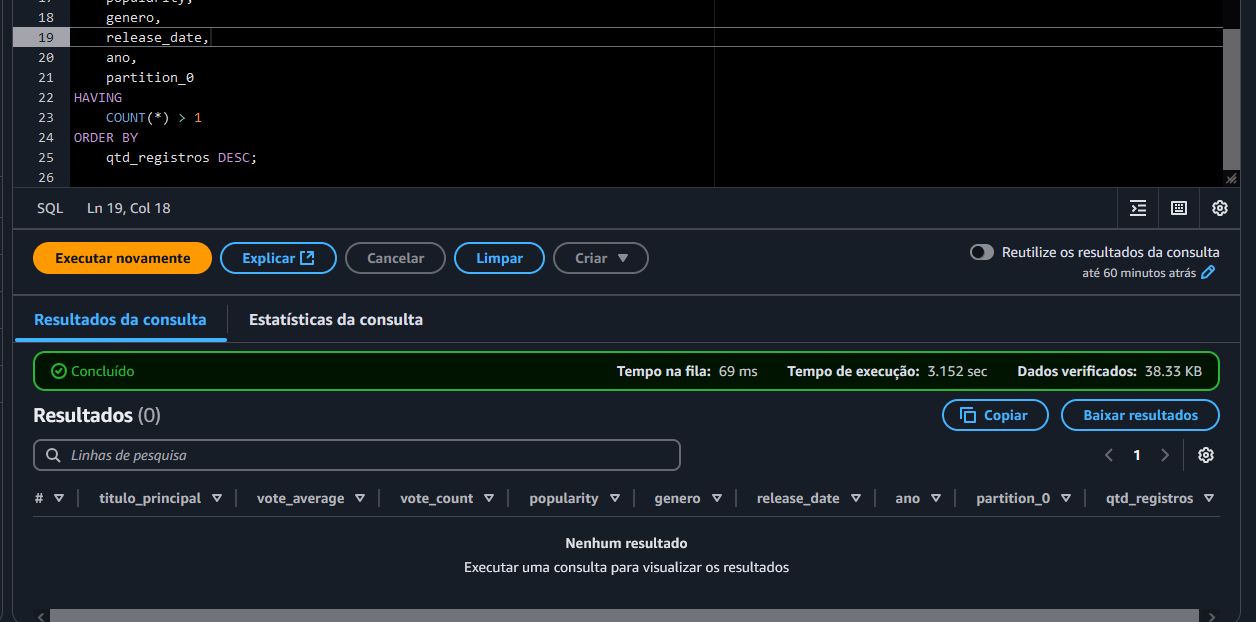 17 popularity,
18 genero,
19 release_date,
20 ano,
21 partition_0
22 HAVING
23 COUNT(*) > 1
24 ORDER BY
25 qtd_registros DESC;
26
SQL Ln 19, Col 18
Executar novamente Explicar Cancelar Limpar Criar
Reutilize os resultados da consulta
até 60 minutos atrás
Resultados da consulta Estatísticas da consulta
Concluído Tempo na fila: 69 ms Tempo de execução: 3.152 sec Dados verificados: 38.33 KB
Resultados (0) Copiar Baixar resultados
Linhas de pesquisa 1
# titulo_principal vote_average vote_count popularity genero release_date ano partition_0 qtd_registros
Nenhum resultado
Executar uma consulta para visualizar os resultados